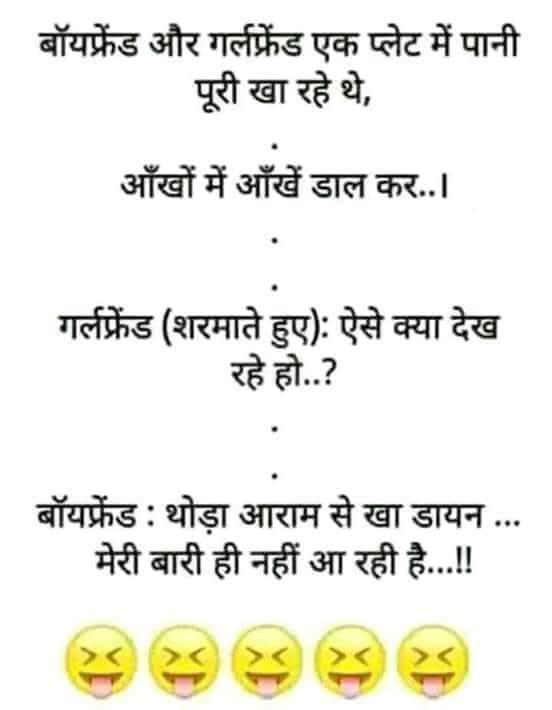 बॉयफ्रेंड और गर्लफ्रेंड एक प्लेट में पानी
पूरी खा रहे थे,
.
आँखों में आँखें डाल कर..।
.
.
गर्लफ्रेंड (शरमाते हुए): ऐसे क्या देख
रहे हो..?
.
.
बॉयफ्रेंड : थोड़ा आराम से खा डायन ...
मेरी बारी ही नहीं आ रही है...!!